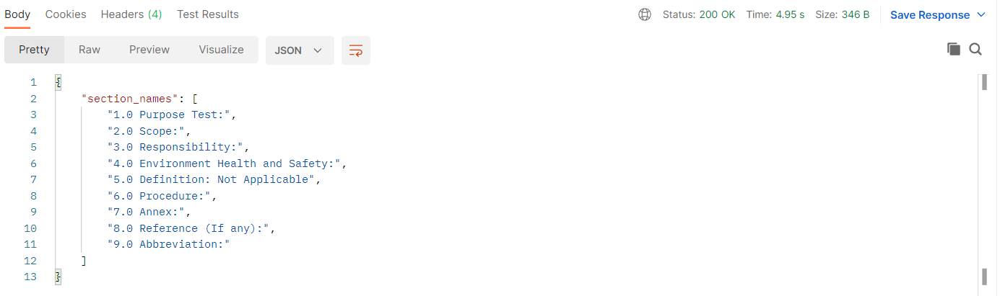 Body Cookies Headers (4) Test Results Status: 200 OK Time: 4.95 s Size: 346 B Save Response
Pretty Raw Preview Visualize JSON
1 {
2 "section_names": [
3 "1.0 Purpose Test:",
4 "2.0 Scope:",
5 "3.0 Responsibility:",
6 "4.0 Environment Health and Safety:",
7 "5.0 Definition: Not Applicable",
8 "6.0 Procedure:",
9 "7.0 Annex:",
10 "8.0 Reference (If any):",
11 "9.0 Abbreviation:"
12 ]
13 }